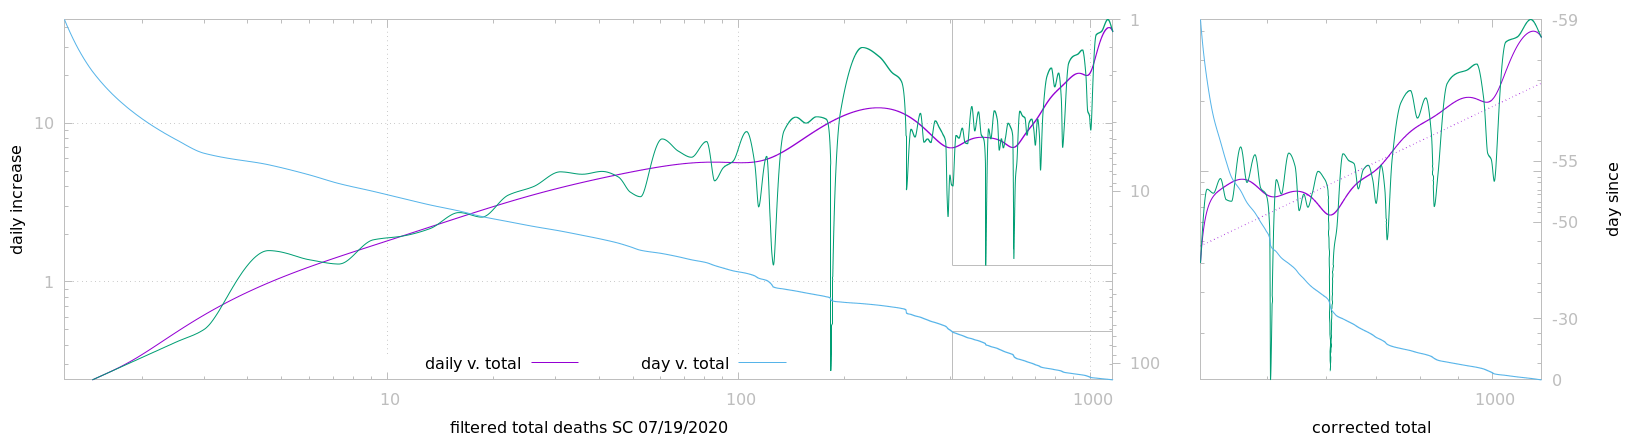 daily increase
10
1
daily v. total
day v. total
10
100
1000
filtered total deaths SC 07/19/2020
1
10
100
-59
-55
-50
-30
0
day since
1000
corrected total